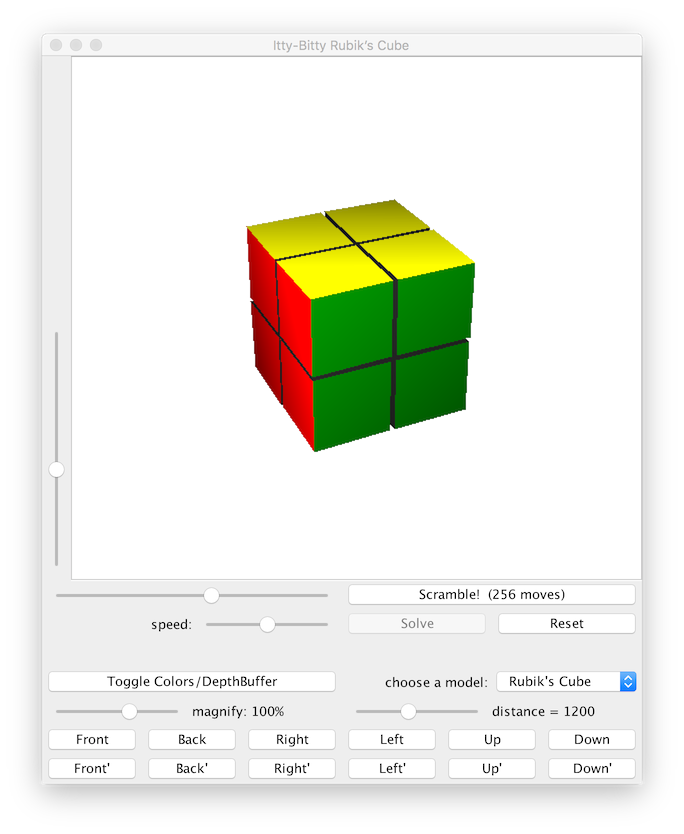 Itty-Bitty Rubik's Cube
Scramble! (256 moves)
speed: Solve Reset
Toggle Colors/DepthBuffer choose a model: Rubik's Cube
magnify: 100% distance = 1200
Front Back Right Left Up Down
Front' Back' Right' Left' Up' Down'